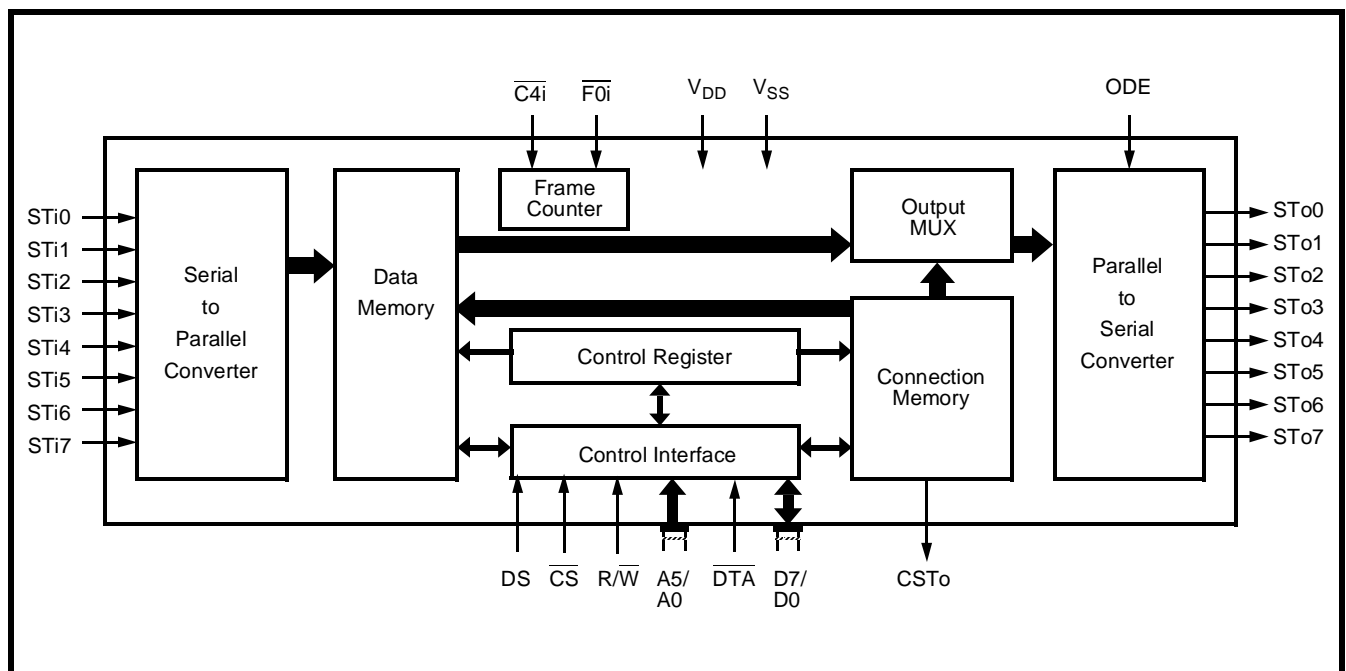 C4i
F0i
VDD
VSS
ODE
STi0
STi1
STi2
STi3
STi4
STi5
STi6
STi7
Serial
to
Parallel
Converter
Data
Memory
Frame
Counter
Control Register
Control Interface
Output
MUX
Connection
Memory
Parallel
to
Serial
Converter
STo0
STo1
STo2
STo3
STo4
STo5
STo6
STo7
DS
CS
R/W
A5/
A0
DTA
D7/
D0
CSTo